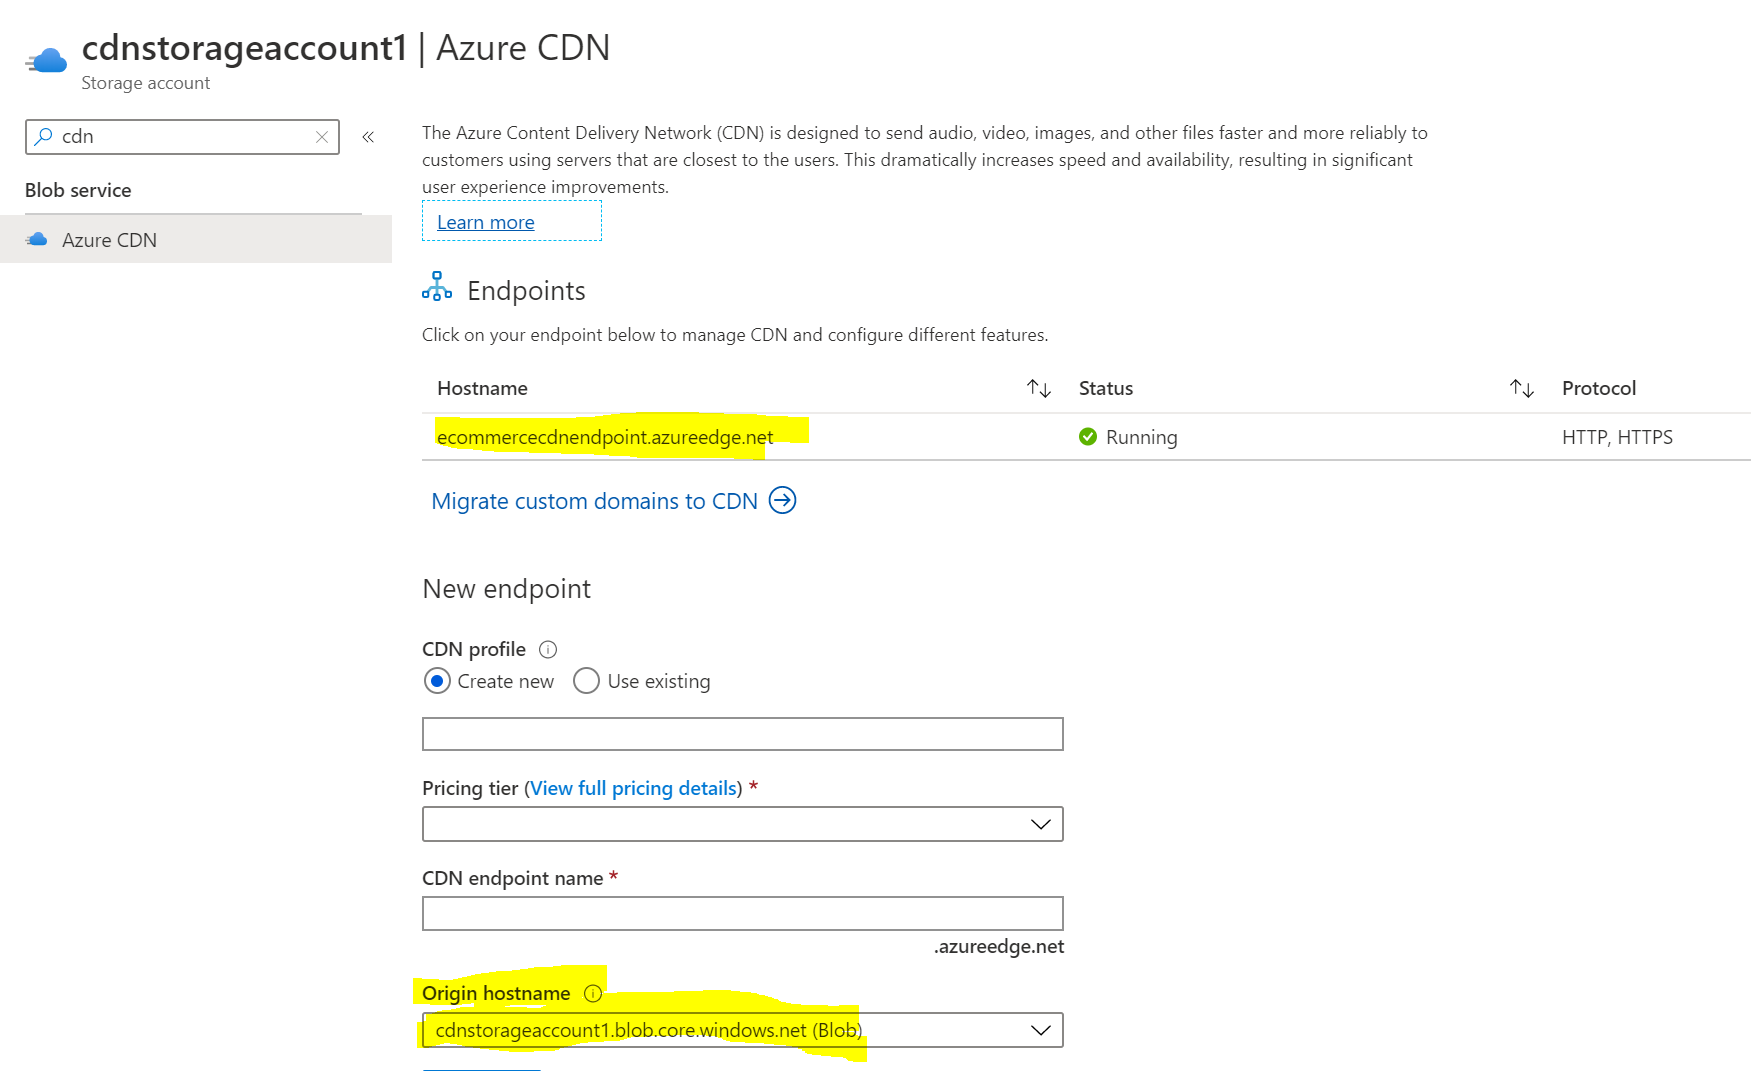 cdnstorageaccount1 | Azure CDN
Storage account
cdn
Blob service
Azure CDN
The Azure Content Delivery Network (CDN) is designed to send audio, video, images, and other files faster and more reliably to
customers using servers that are closest to the users. This dramatically increases speed and availability, resulting in significant
user experience improvements.
Learn more
Endpoints
Click on your endpoint below to manage CDN and configure different features.
Hostname Status Protocol
ecommercecdnendpoint.azureedge.net Running HTTP, HTTPS
Migrate custom domains to CDN
New endpoint
CDN profile
Create new Use existing
Pricing tier (View full pricing details) *
CDN endpoint name *
.azureedge.net
Origin hostname
cdnstorageaccount1.blob.core.windows.net (Blob)